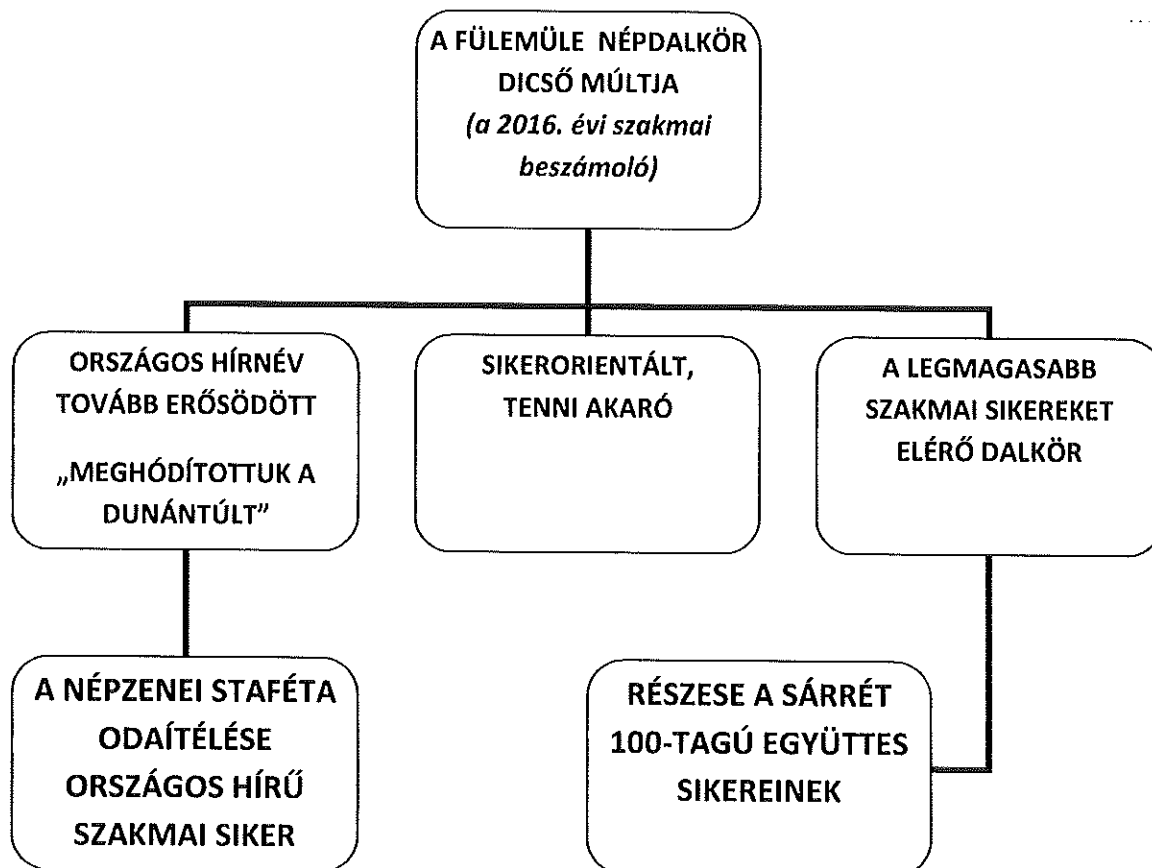 A FÜLEMÜLE NÉPDALKÖR
DICSŐ MÚLTJA
(a 2016. évi szakmai
beszámoló)
ORSZÁGOS HÍRNÉV
TOVÁBB ERŐSÖDÖTT
„MEGHÓDÍTOTTUK A
DUNÁNTÚLT”
SIKERORIENTÁLT,
TENNI AKARÓ
A LEGMAGASABB
SZAKMAI SIKEREKET
ELÉRŐ DALKÖR
A NÉPZENEI STAFÉTA
ODAÍTÉLÉSE
ORSZÁGOS HÍRŰ
SZAKMAI SIKER
RÉSZESE A SÁRRÉT
100-TAGÚ EGYÜTTES
SIKEREINEK